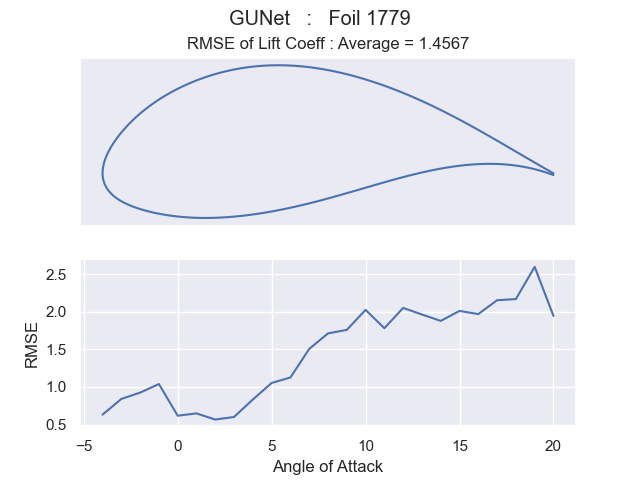 GUNet : Foil 1779
RMSE of Lift Coeff : Average = 1.4567
2.5
2.0
1.5
1.0
0.5
RMSE
−5 0 5 10 15 20
Angle of Attack